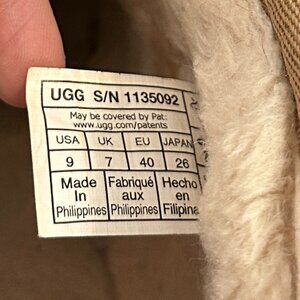 UGG S/N 1135092
May be covered by Pat:
www.ugg.com/patents
USA UK EU JAPAN
9 7 40 26
Made Fabriqué Hecho
In aux en
Philippines Philippines Filipina